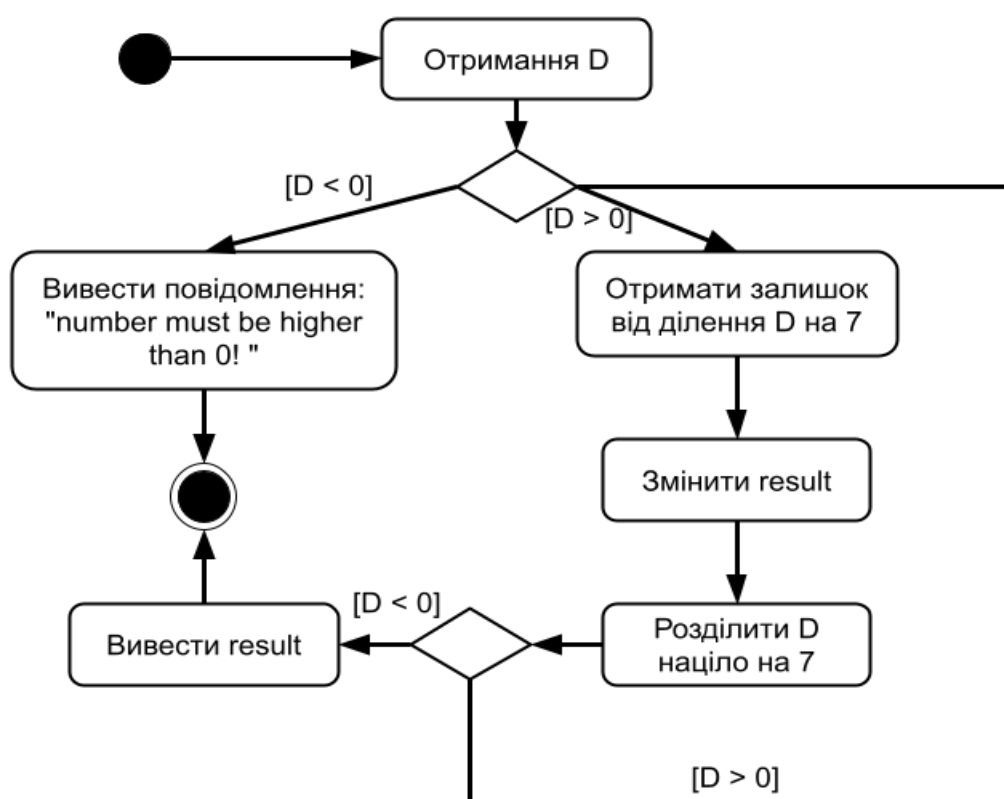 Отримання D
[D < 0]
[D > 0]
Вивести повідомлення:
"number must be higher
than 0! "
Отримати залишок
від ділення D на 7
Змінити result
[D < 0]
Вивести result
Розділити D
націло на 7
[D > 0]